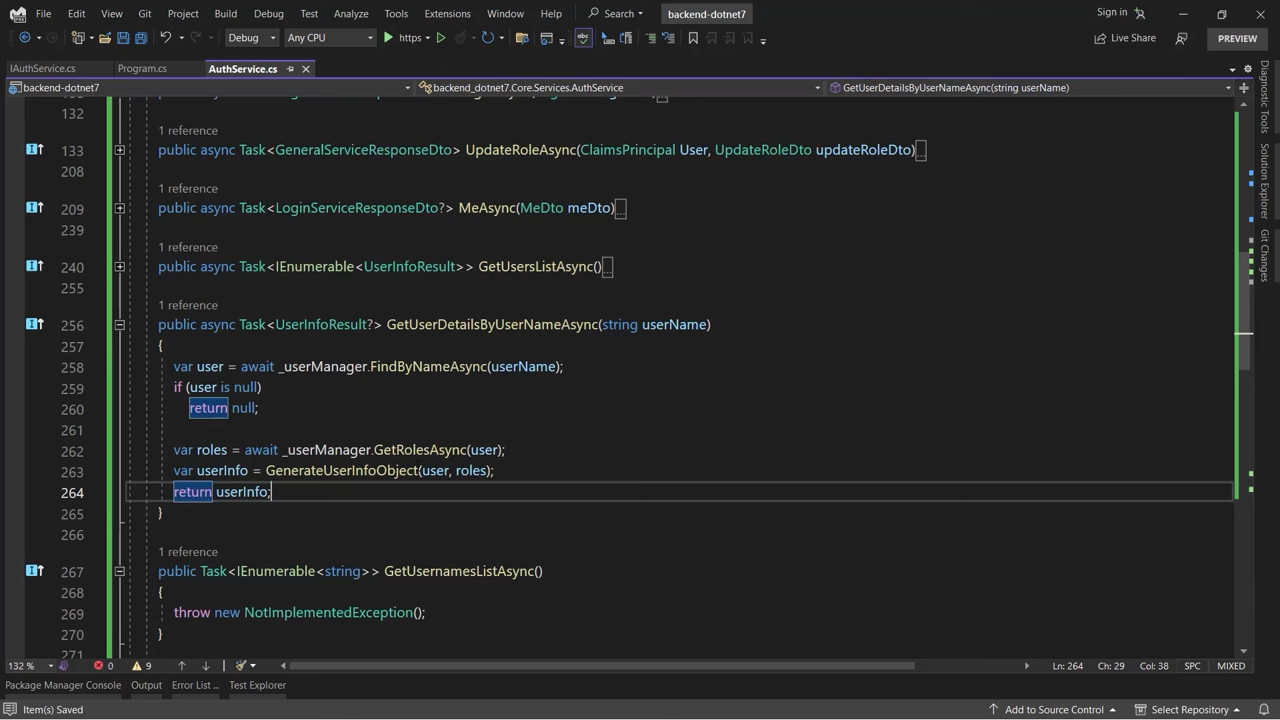 File Edit View Git Project Build Debug Test Analyze Tools Extensions Window Help Search backend-dotnet7 Sign in
Debug Any CPU https abc Live Share PREVIEW
IAuthService.cs Program.cs AuthService.cs
backend-dotnet7 backend_dotnet7.Core.Services.AuthService GetUserDetailsByUserNameAsync(string userName)
132
1 reference
133 public async Task<GeneralServiceResponseDto> UpdateRoleAsync(ClaimsPrincipal User, UpdateRoleDto updateRoleDto)...
208
1 reference
209 public async Task<LoginServiceResponseDto?> MeAsync(MeDto meDto)...
239
1 reference
240 public async Task<IEnumerable<UserInfoResult>> GetUsersListAsync()...
255
1 reference
256 public async Task<UserInfoResult?> GetUserDetailsByUserNameAsync(string userName)
257 {
258 var user = await _userManager.FindByNameAsync(userName);
259 if (user is null)
260 return null;
261
262 var roles = await _userManager.GetRolesAsync(user);
263 var userInfo = GenerateUserInfoObject(user, roles);
264 return userInfo;
265 }
266
1 reference
267 public Task<IEnumerable<string>> GetUsernamesListAsync()
268 {
269 throw new NotImplementedException();
270 }
271
132 % 0 9 Ln: 264 Ch: 29 Col: 38 SPC MIXED
Package Manager Console Output Error List ... Test Explorer
Item(s) Saved Add to Source Control Select Repository
Diagnostic Tools
Solution Explorer
Git Changes